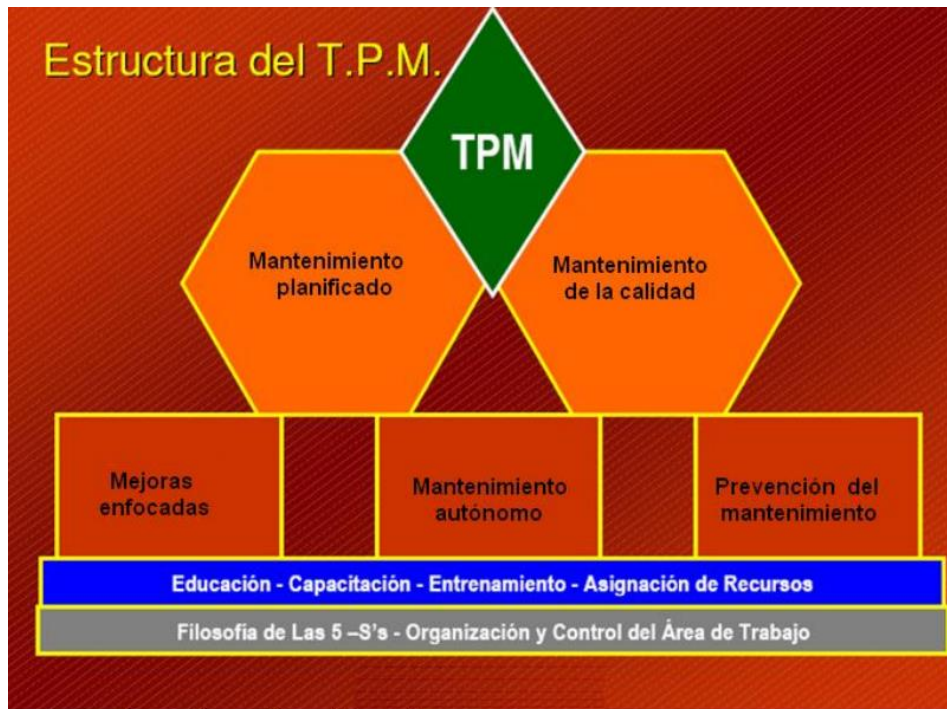 Estructura del T.P.M.
TPM
Mantenimiento
planificado
Mantenimiento
de la calidad
Mejoras
enfocadas
Mantenimiento
autónomo
Prevención del
mantenimiento
Educación - Capacitación - Entrenamiento - Asignación de Recursos
Filosofía de Las 5 –S's - Organización y Control del Área de Trabajo